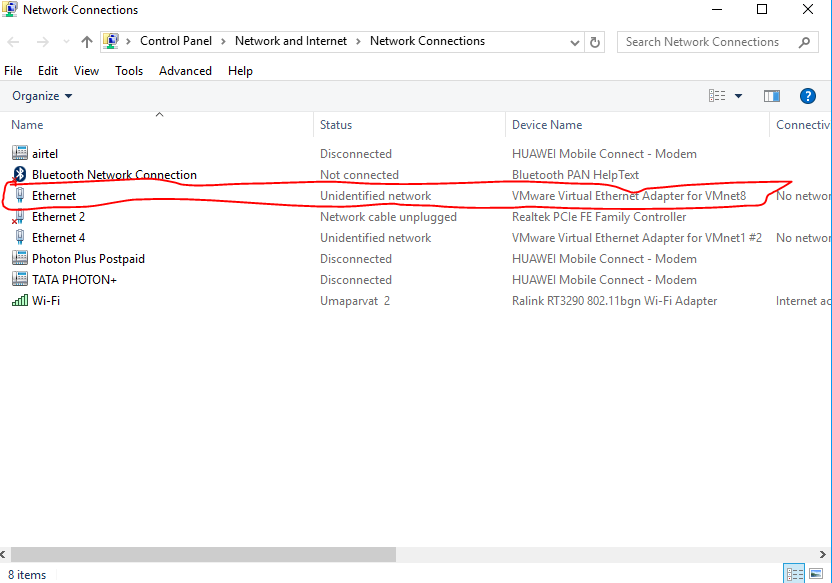 Network Connections
Control Panel > Network and Internet > Network Connections
Search Network Connections
File Edit View Tools Advanced Help
Organize
Name Status Device Name Connectiv
airtel Disconnected HUAWEI Mobile Connect - Modem
Bluetooth Network Connection Not connected Bluetooth PAN HelpText
Ethernet Unidentified network VMware Virtual Ethernet Adapter for VMnet8 No networ
Ethernet 2 Network cable unplugged Realtek PCIe FE Family Controller
Ethernet 4 Unidentified network VMware Virtual Ethernet Adapter for VMnet1 #2 No networ
Photon Plus Postpaid Disconnected HUAWEI Mobile Connect - Modem
TATA PHOTON+ Disconnected HUAWEI Mobile Connect - Modem
Wi-Fi Umaparvat 2 Ralink RT3290 802.11bgn Wi-Fi Adapter Internet ac
8 items